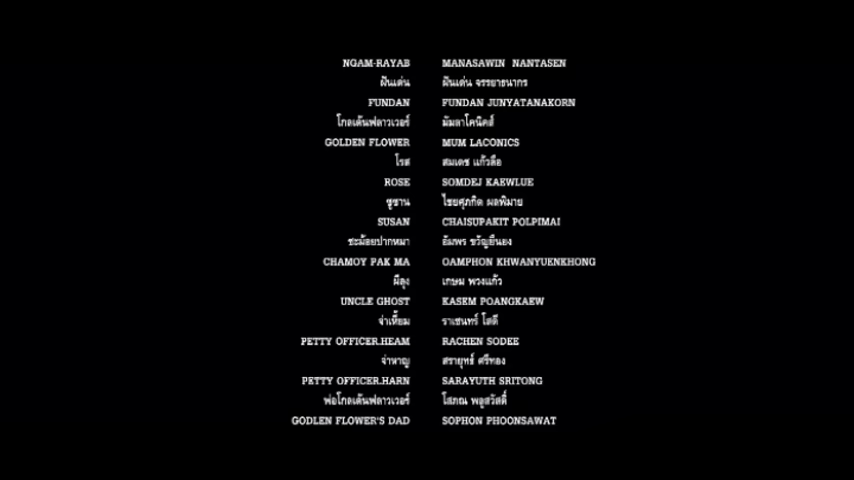 NGAM-RAYAB MANASAWIN NANTASEN
ฝันเด่น ฝันเด่น จรรยาธนากร
FUNDAN FUNDAN JUNYATANAKORN
โกลเด้นฟลาวเวอร์ มัมลาโคนิคส์
GOLDEN FLOWER MUM LACONICS
โรส สมเดช แก้วลือ
ROSE SOMDEJ KAEWLUE
ซูซาน ไชยศุภกิต ผลพิมาย
SUSAN CHAISUPAKIT POLPIMAI
ชะม้อยปากหมา อัมพร ขวัญยืนอง
CHAMOY PAK MA OAMPHON KHWANYUENKHONG
ผีลุง เกษม พวงแก้ว
UNCLE GHOST KASEM POANGKAEW
จ่าเหี้ยม ราเชนทร์ โสดี
PETTY OFFICER.HEAM RACHEN SODEE
จ่าหาญ สรายุทธ์ ศรีทอง
PETTY OFFICER.HARN SARAYUTH SRITONG
พ่อโกลเด้นฟลาวเวอร์ โสภณ พลูสวัสดิ์
GODLEN FLOWER'S DAD SOPHON PHOONSAWAT